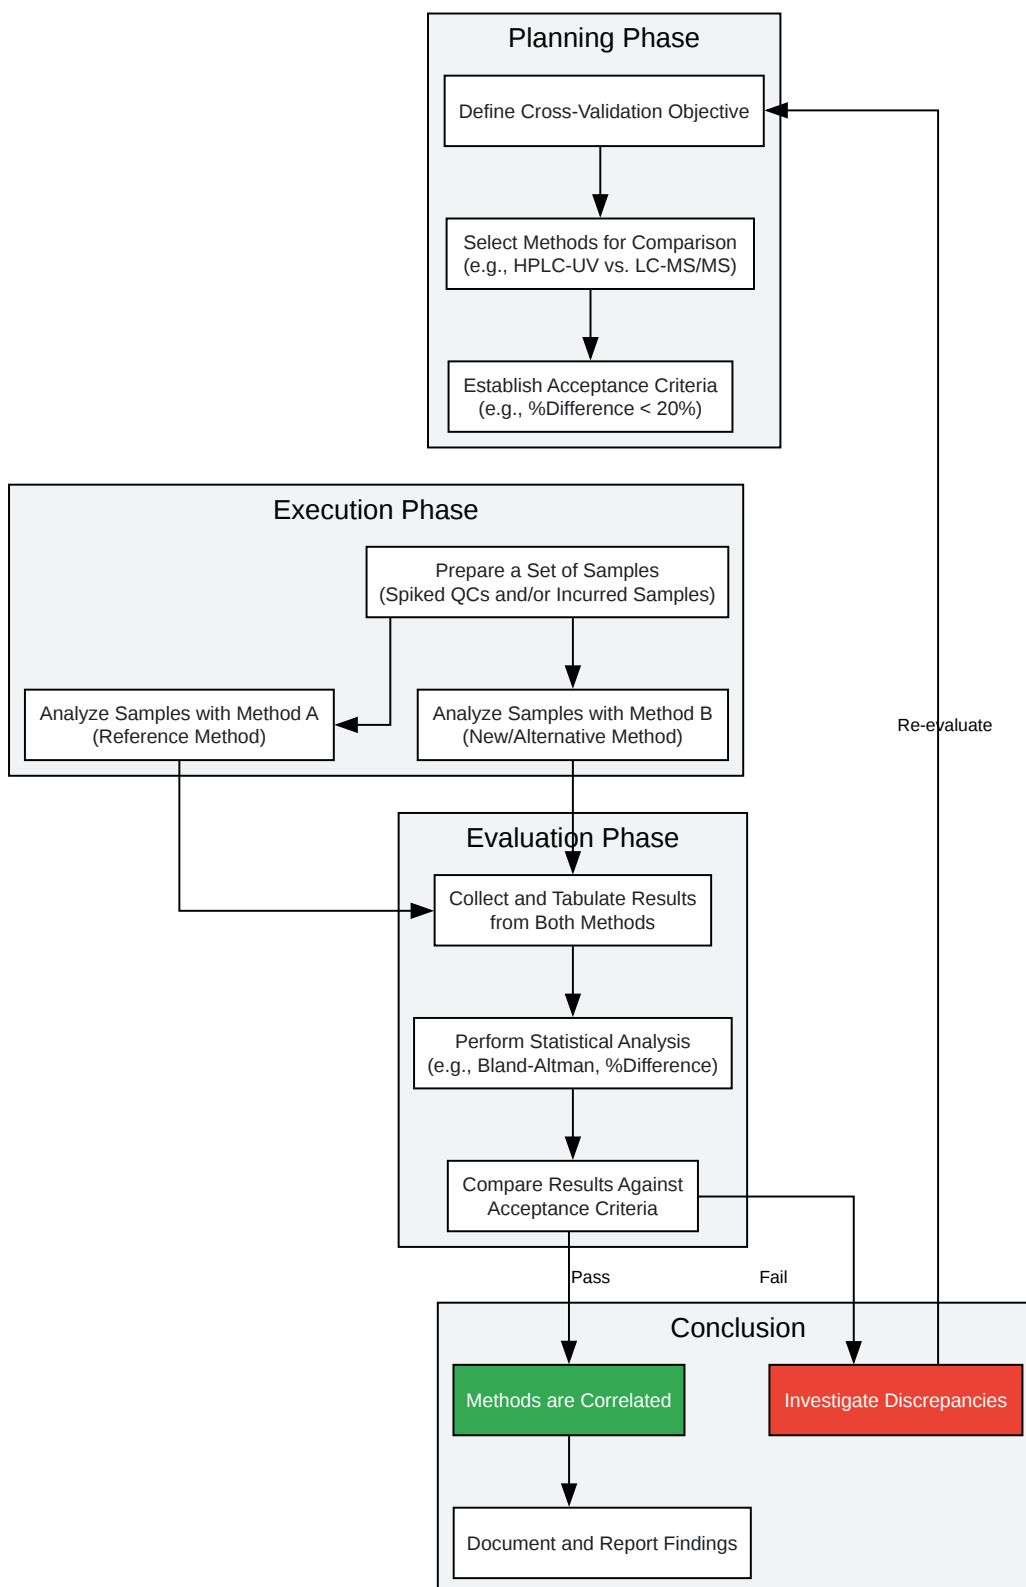 Planning Phase
Define Cross-Validation Objective
Select Methods for Comparison
(e.g., HPLC-UV vs. LC-MS/MS)
Establish Acceptance Criteria
(e.g., %Difference < 20%)
Execution Phase
Prepare a Set of Samples
(Spiked QCs and/or Incurred Samples)
Analyze Samples with Method A
(Reference Method)
Analyze Samples with Method B
(New/Alternative Method)
Re-evaluate
Evaluation Phase
Collect and Tabulate Results
from Both Methods
Perform Statistical Analysis
(e.g., Bland-Altman, %Difference)
Compare Results Against
Acceptance Criteria
Pass
Fail
Conclusion
Methods are Correlated
Investigate Discrepancies
Document and Report Findings